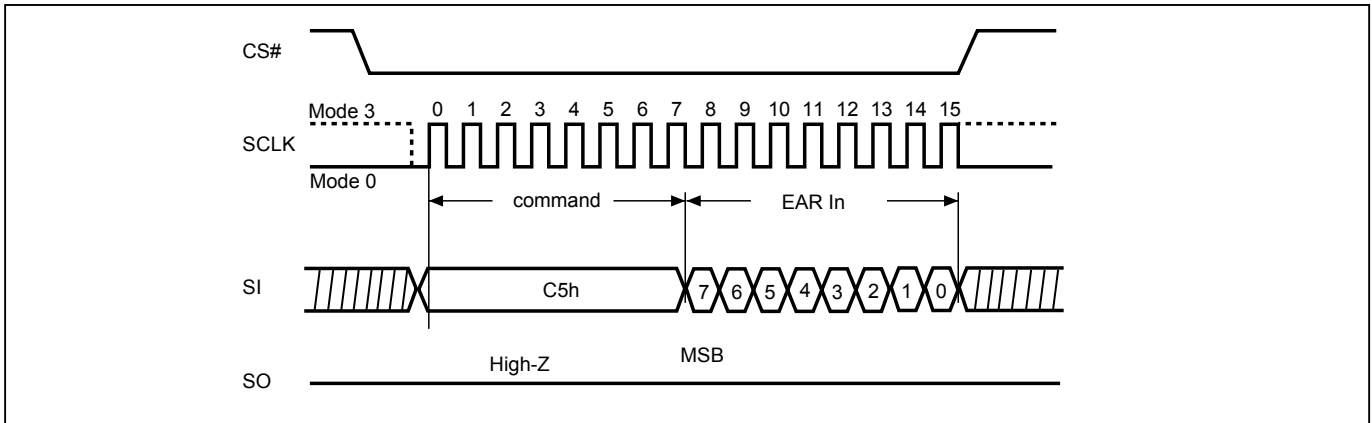 CS#
Mode 3
0 1 2 3 4 5 6 7 8 9 10 11 12 13 14 15
SCLK
Mode 0
command
EAR In
SI
C5h
7 6 5 4 3 2 1 0
High-Z
MSB
SO